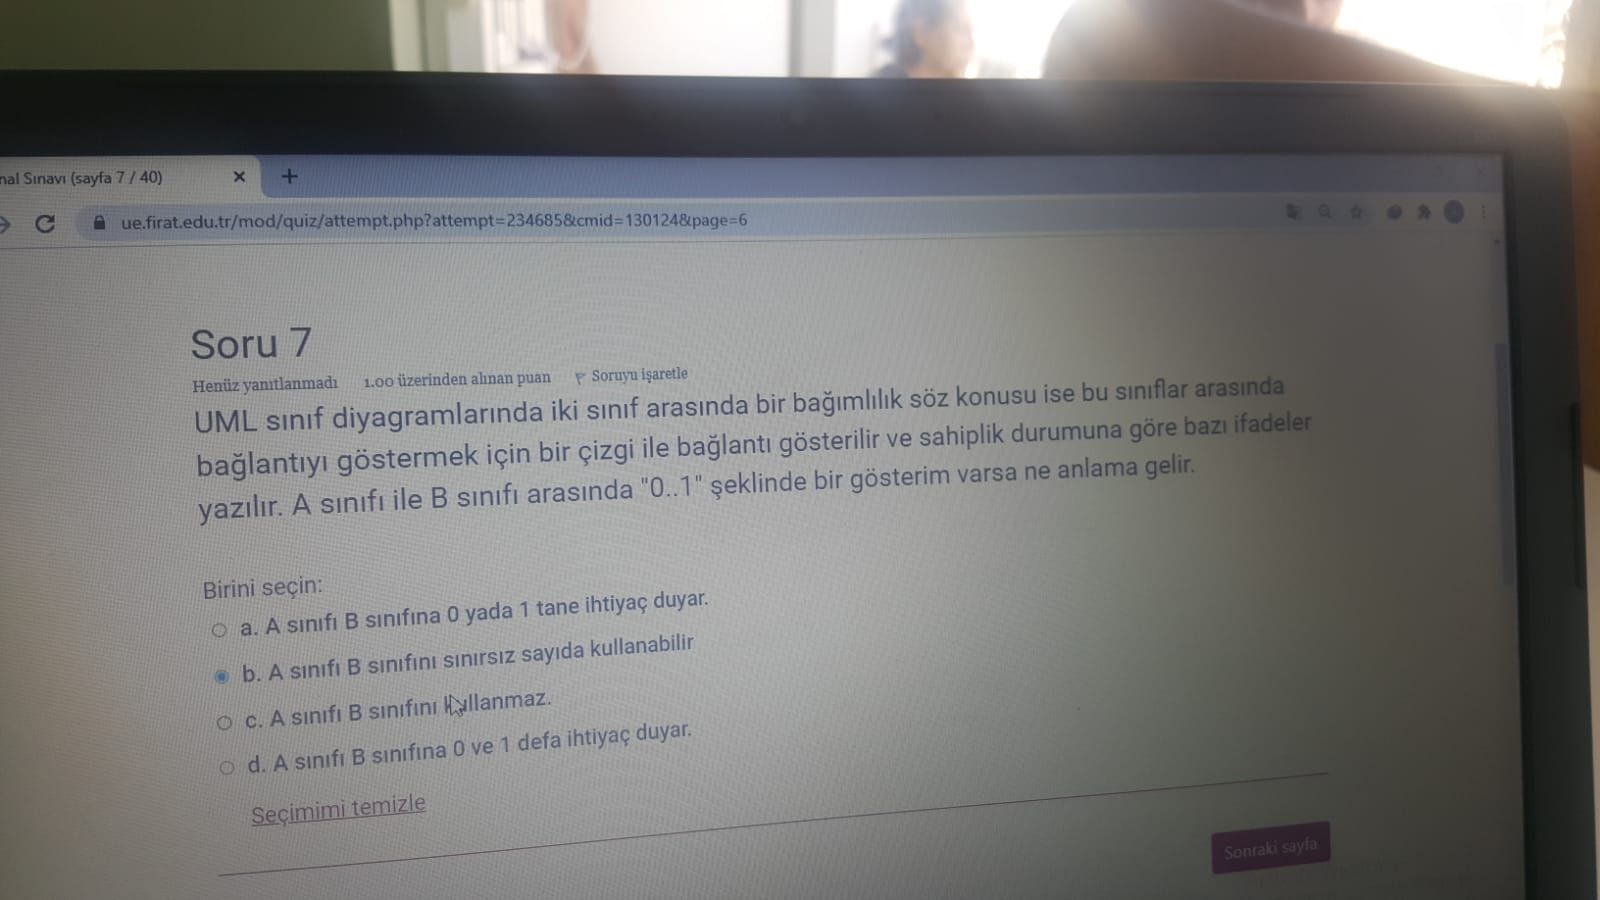 nal Sınavı (sayfa 7 / 40)
ue.firat.edu.tr/mod/quiz/attempt.php?attempt=234685&cmid=130124&page=6
Soru 7
Henüz yanıtlanmadı 1.00 üzerinden alınan puan Soruyu işaretle
UML sınıf diyagramlarında iki sınıf arasında bir bağımlılık söz konusu ise bu sınıflar arasında
bağlantıyı göstermek için bir çizgi ile bağlantı gösterilir ve sahiplik durumuna göre bazı ifadeler
yazılır. A sınıfı ile B sınıfı arasında "0..1" şeklinde bir gösterim varsa ne anlama gelir.
Birini seçin:
a. A sınıfı B sınıfına 0 yada 1 tane ihtiyaç duyar.
b. A sınıfı B sınıfını sınırsız sayıda kullanabilir
c. A sınıfı B sınıfını kullanmaz.
d. A sınıfı B sınıfına 0 ve 1 defa ihtiyaç duyar.
Seçimimi temizle
Sonraki sayfa